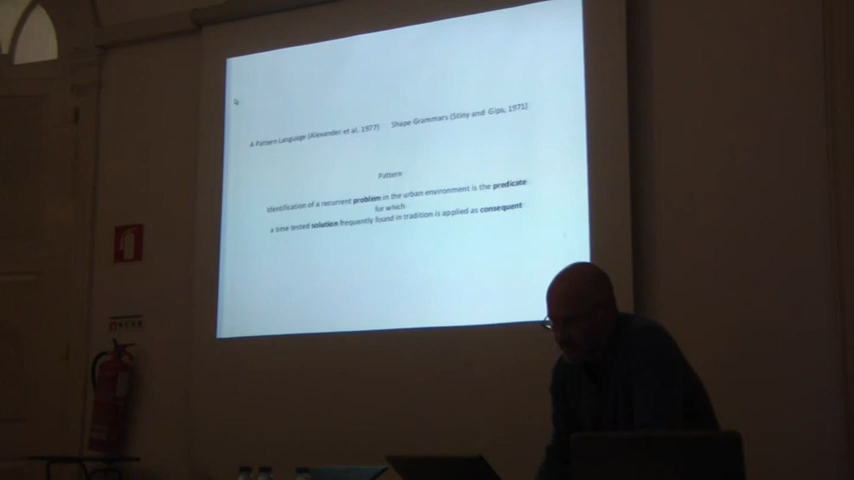 A Pattern Language (Alexander et al. 1977) Shape Grammars (Stiny and Gips, 1971)
Pattern
Identification of a recurrent problem in the urban environment is the predicate
for which
a time tested solution frequently found in tradition is applied as consequent